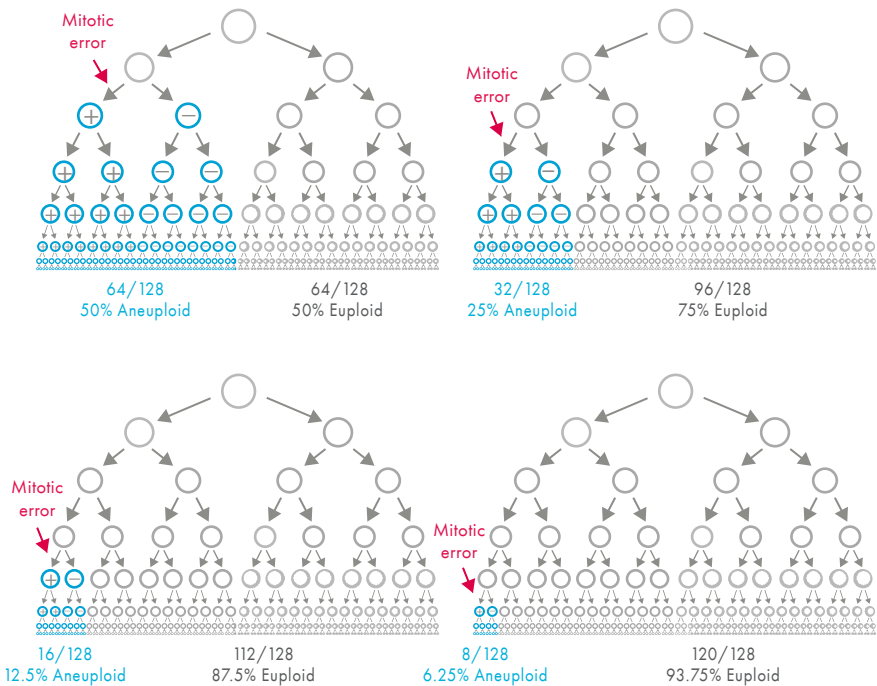 Mitotic
error
64/128
50% Aneuploid
64/128
50% Euploid
Mitotic
error
32/128
25% Aneuploid
96/128
75% Euploid
Mitotic
error
16/128
12.5% Aneuploid
112/128
87.5% Euploid
Mitotic
error
8/128
6.25% Aneuploid
120/128
93.75% Euploid